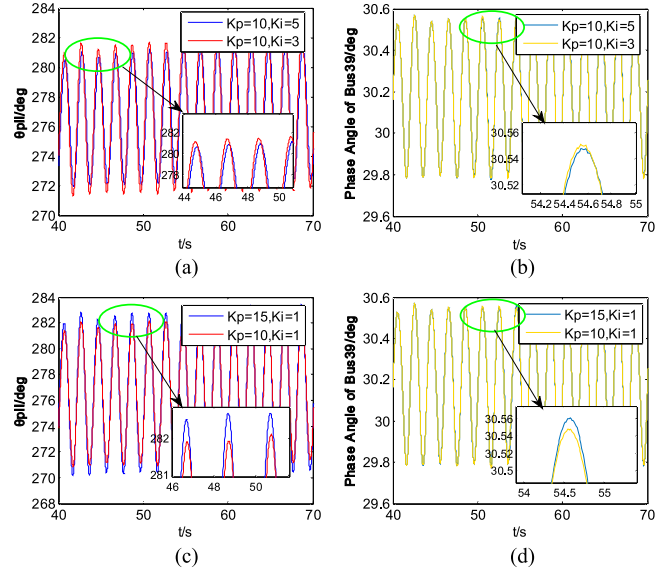 284
282
280
278
276
274
272
270
θpll/deg
Kp=10,Ki=5
Kp=10,Ki=3
282
280
278
44 46 48 50
40 50 60 70
t/s
(a)
30.6
30.4
30.2
30
29.8
29.6
Phase Angle of Bus39/deg
Kp=10,Ki=5
Kp=10,Ki=3
30.56
30.54
30.52
54.2 54.4 54.6 54.8 55
40 50 60 70
t/s
(b)
284
282
280
278
276
274
272
270
268
θpll/deg
Kp=15,Ki=1
Kp=10,Ki=1
282
281
46 48 50
40 50 60 70
t/s
(c)
30.6
30.4
30.2
30
29.8
29.6
Phase Angle of Bus39/deg
Kp=15,Ki=1
Kp=10,Ki=1
30.56
30.55
30.54
30.52
30.5
54 54.5 55
40 50 60 70
t/s
(d)